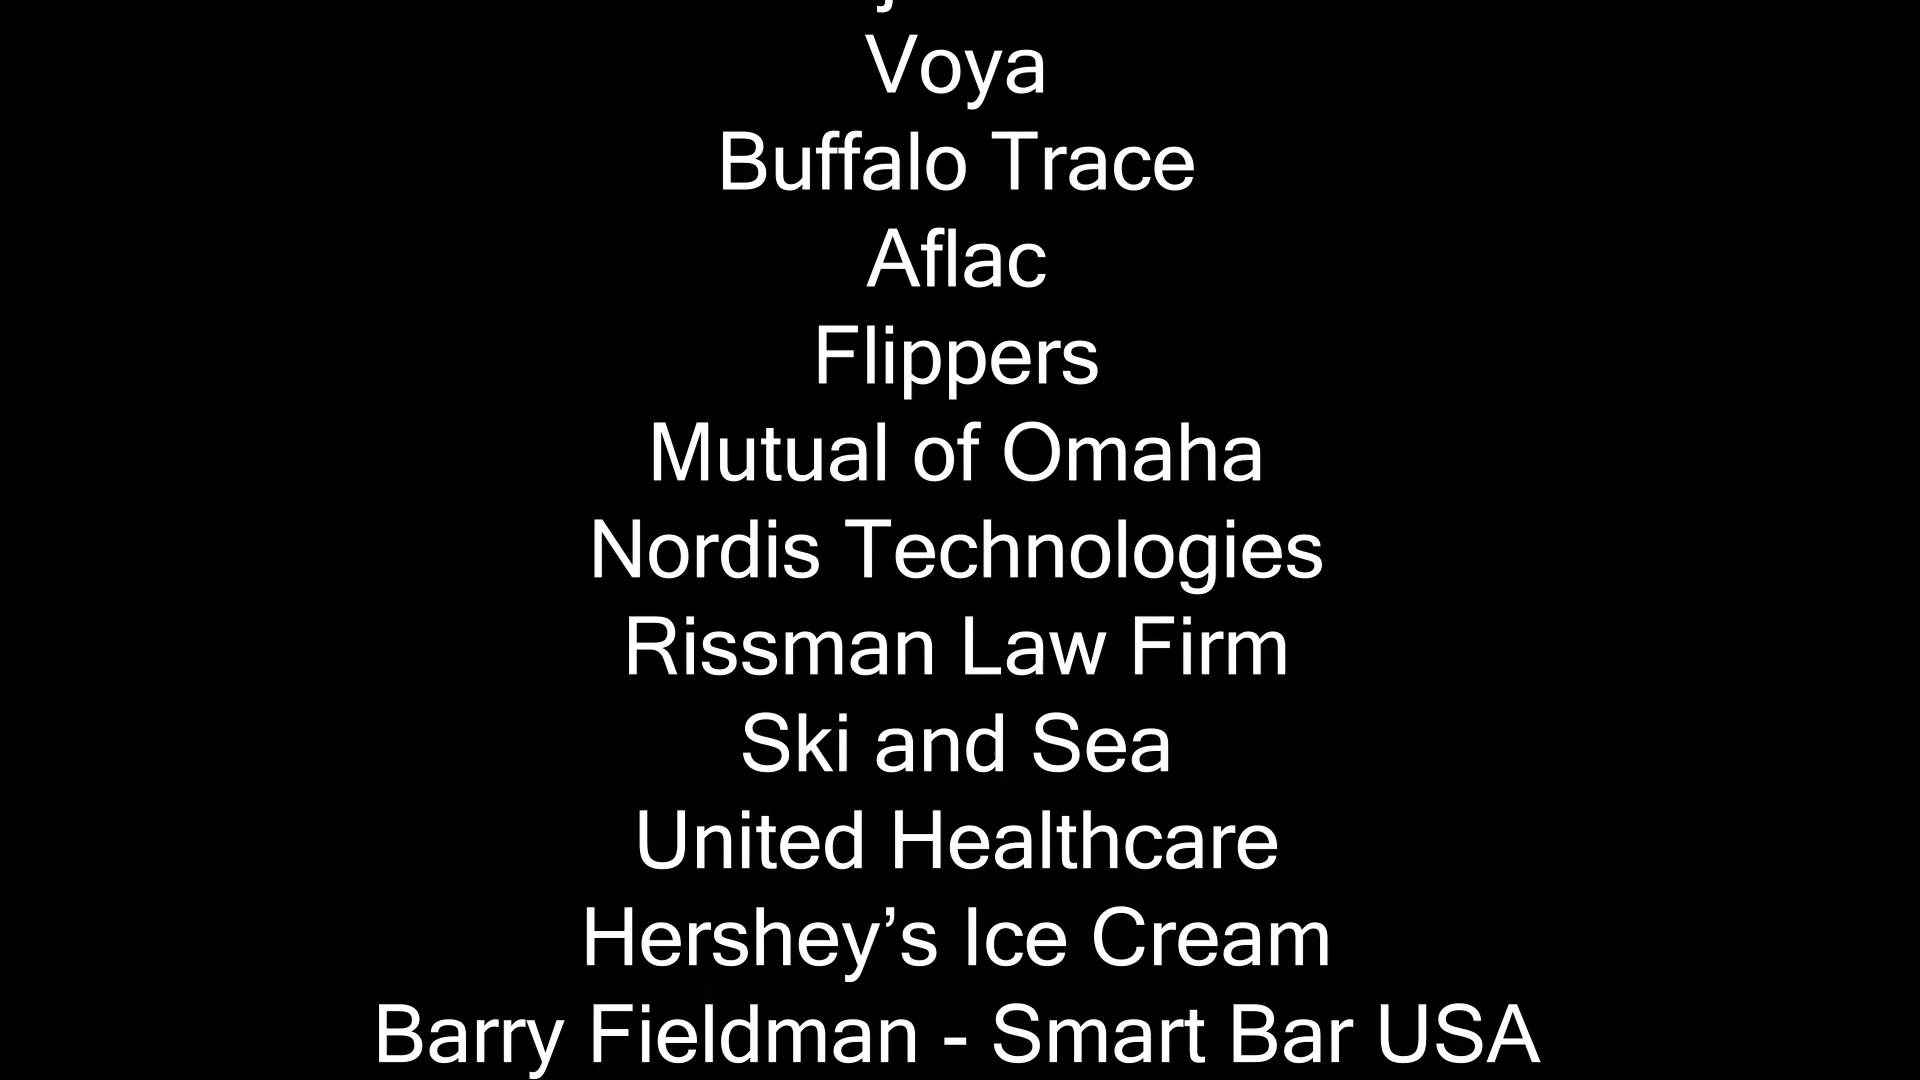 Voya
Buffalo Trace
Aflac
Flippers
Mutual of Omaha
Nordis Technologies
Rissman Law Firm
Ski and Sea
United Healthcare
Hershey’s Ice Cream
Barry Fieldman - Smart Bar USA